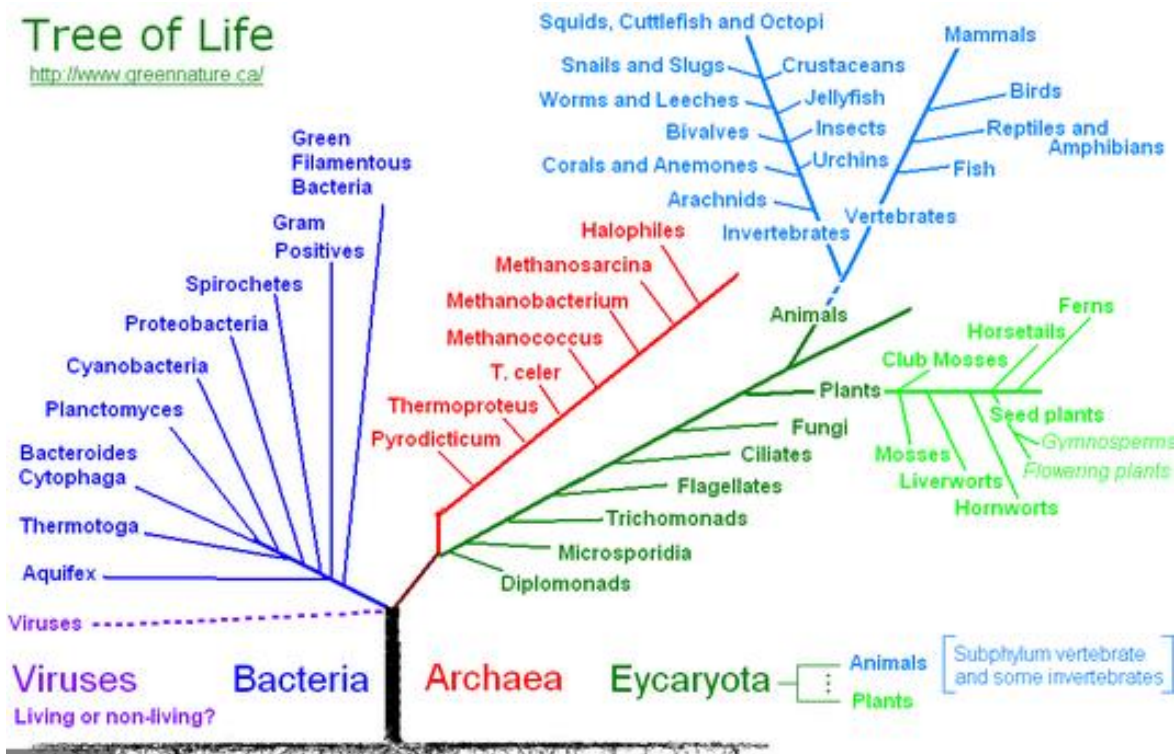 Tree of Life
http://www.greennature.ca/
Squids, Cuttlefish and Octopi
Mammals
Snails and Slugs
Crustaceans
Worms and Leeches
Jellyfish
Birds
Bivalves
Insects
Reptiles and
Amphibians
Corals and Anemones
Urchins
Fish
Arachnids
Invertebrates
Vertebrates
Green
Filamentous
Bacteria
Gram
Positives
Spirochetes
Proteobacteria
Cyanobacteria
Planctomyces
Bacteroides
Cytophaga
Thermotoga
Aquifex
Viruses
Halophiles
Methanosarcina
Methanobacterium
Methanococcus
T. celer
Thermoproteus
Pyrodicticum
Animals
Plants
Fungi
Ciliates
Flagellates
Trichomonads
Microsporidia
Diplomonads
Ferns
Horsetails
Club Mosses
Seed plants
Gymnosperms
Flowering plants
Mosses
Liverworts
Hornworts
Viruses
Living or non-living?
Bacteria
Archaea
Eycaryota
Animals
Plants
Subphylum vertebrate
and some invertebrates